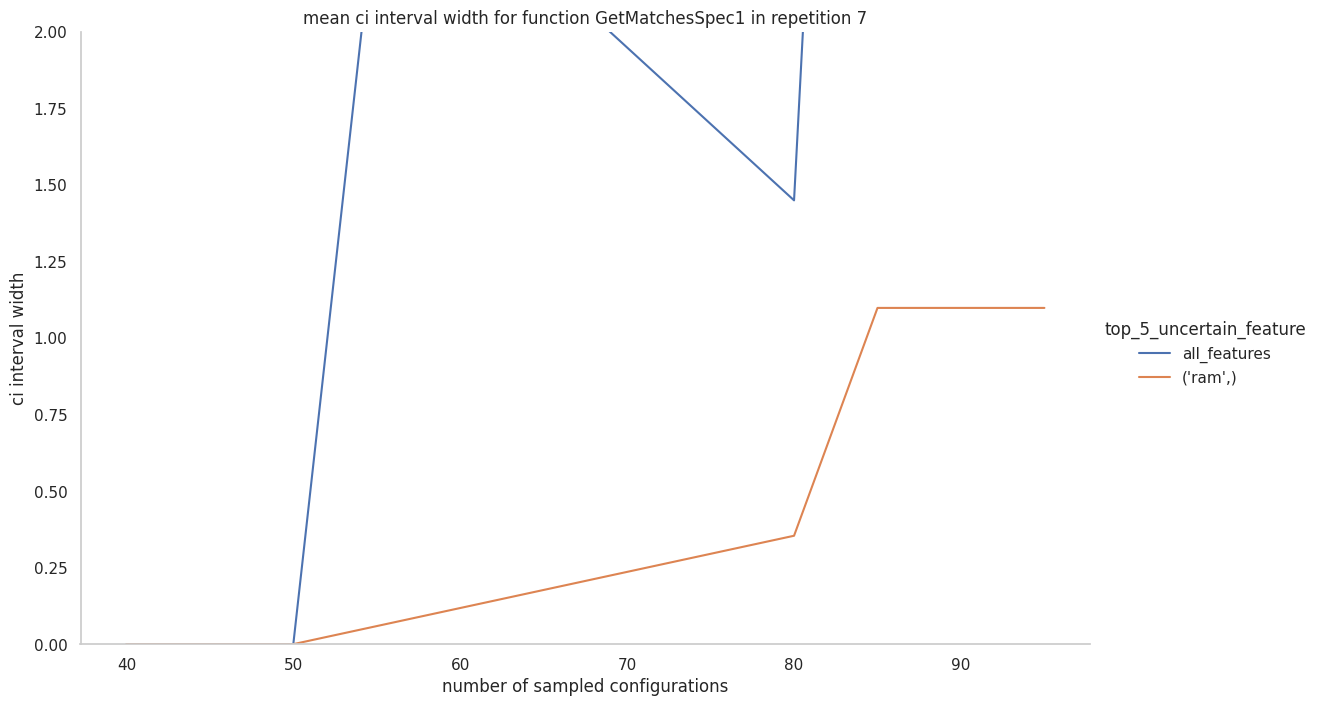 mean ci interval width for function GetMatchesSpec1 in repetition 7
2.00
1.75
1.50
1.25
1.00
0.75
0.50
0.25
0.00
ci interval width
40 50 60 70 80 90
number of sampled configurations
top_5_uncertain_feature
all_features
('ram',)